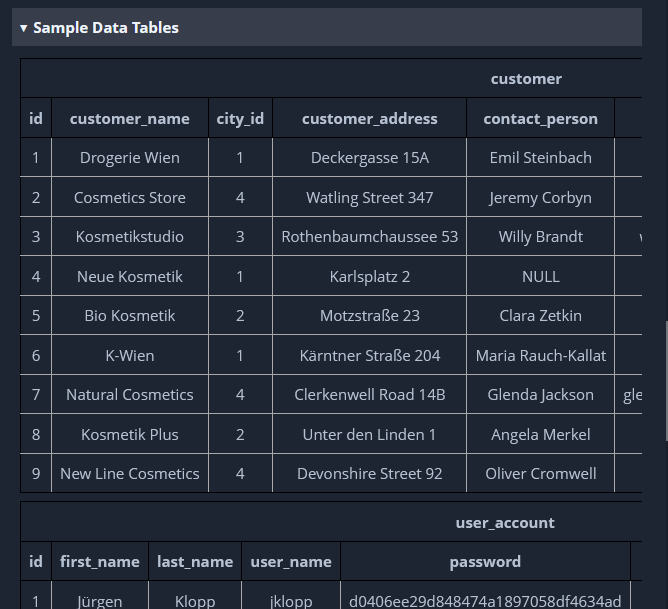 ▾ Sample Data Tables
customer
id customer_name city_id customer_address contact_person
1 Drogerie Wien 1 Deckergasse 15A Emil Steinbach
2 Cosmetics Store 4 Watling Street 347 Jeremy Corbyn
3 Kosmetikstudio 3 Rothenbaumchaussee 53 Willy Brandt
4 Neue Kosmetik 1 Karlsplatz 2 NULL
5 Bio Kosmetik 2 Motzstraße 23 Clara Zetkin
6 K-Wien 1 Kärntner Straße 204 Maria Rauch-Kallat
7 Natural Cosmetics 4 Clerkenwell Road 14B Glenda Jackson gle
8 Kosmetik Plus 2 Unter den Linden 1 Angela Merkel
9 New Line Cosmetics 4 Devonshire Street 92 Oliver Cromwell
user_account
id first_name last_name user_name password
1 Jürgen Klopp jklopp d0406ee29d848474a1897058df4634ad